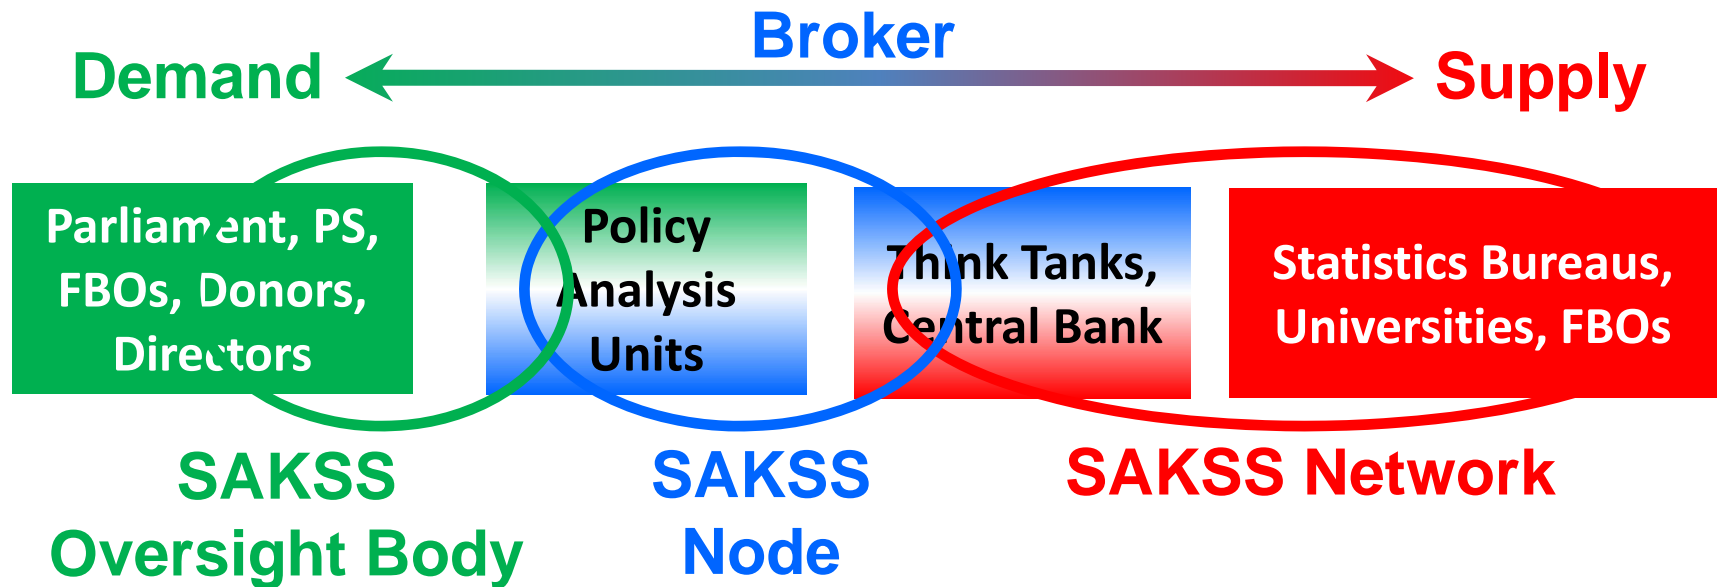 Broker
Demand
Supply
Parliament, PS,
FBOs, Donors,
Directors
Policy
Analysis
Units
Think Tanks,
Central Bank
Statistics Bureaus,
Universities, FBOs
SAKSS
Oversight Body
SAKSS
Node
SAKSS Network